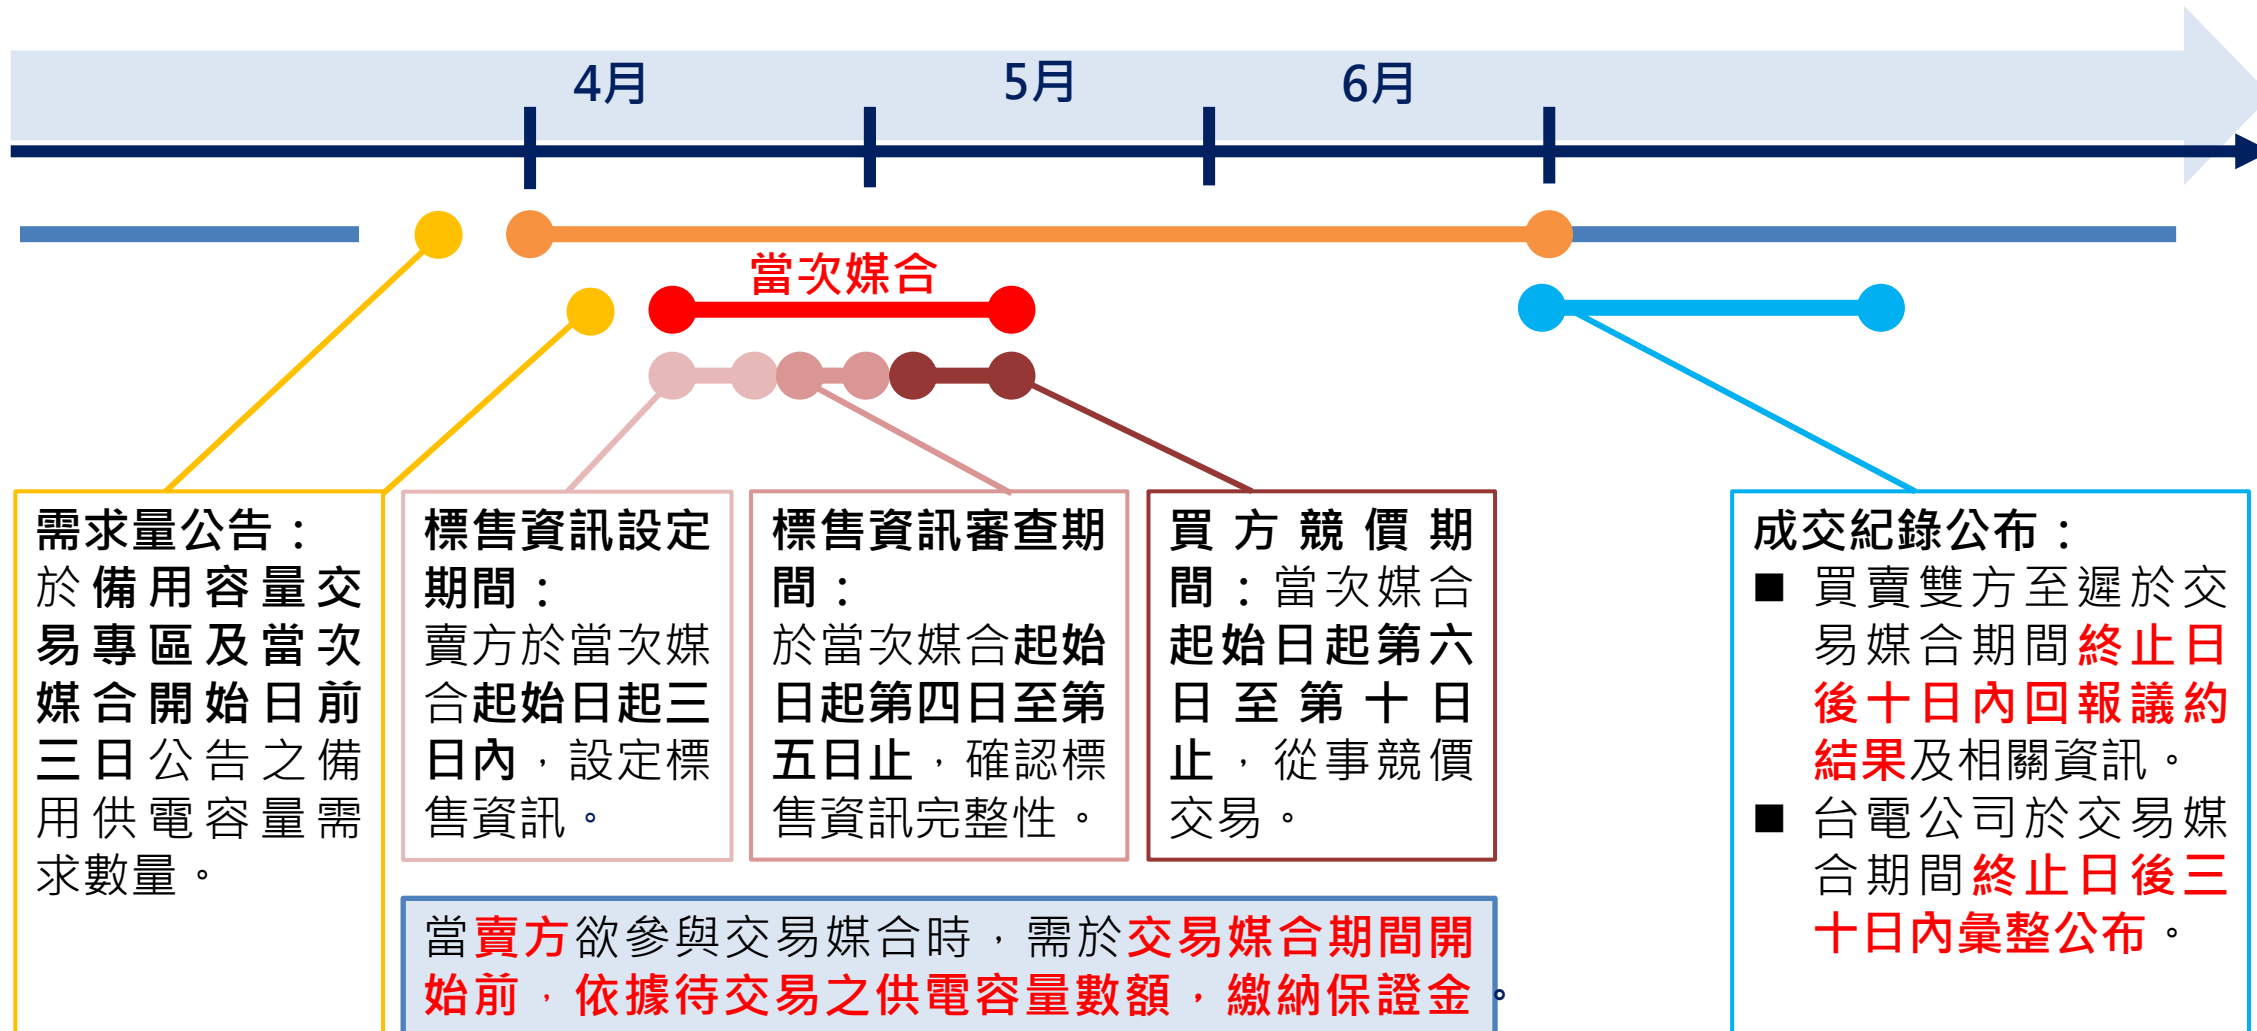 4月
5月
6月
當次媒合
需求量公告：
於備用容量交
易專區及當次
媒合開始日前
三日公告之備
用供電容量需
求數量。
標售資訊設定
期間：
賣方於當次媒
合起始日起三
日內，設定標
售資訊。
標售資訊審查期
間：
於當次媒合起始
日起第四日至第
五日止，確認標
售資訊完整性。
買方競價期
間：當次媒合
起始日起第六
日至第十日
止，從事競價
交易。
當賣方欲參與交易媒合時，需於交易媒合期間開
始前，依據待交易之供電容量數額，繳納保證金。
成交紀錄公布：
■ 買賣雙方至遲於交
易媒合期間終止日
後十日內回報議約
結果及相關資訊。
■ 台電公司於交易媒
合期間終止日後三
十日內彙整公布。